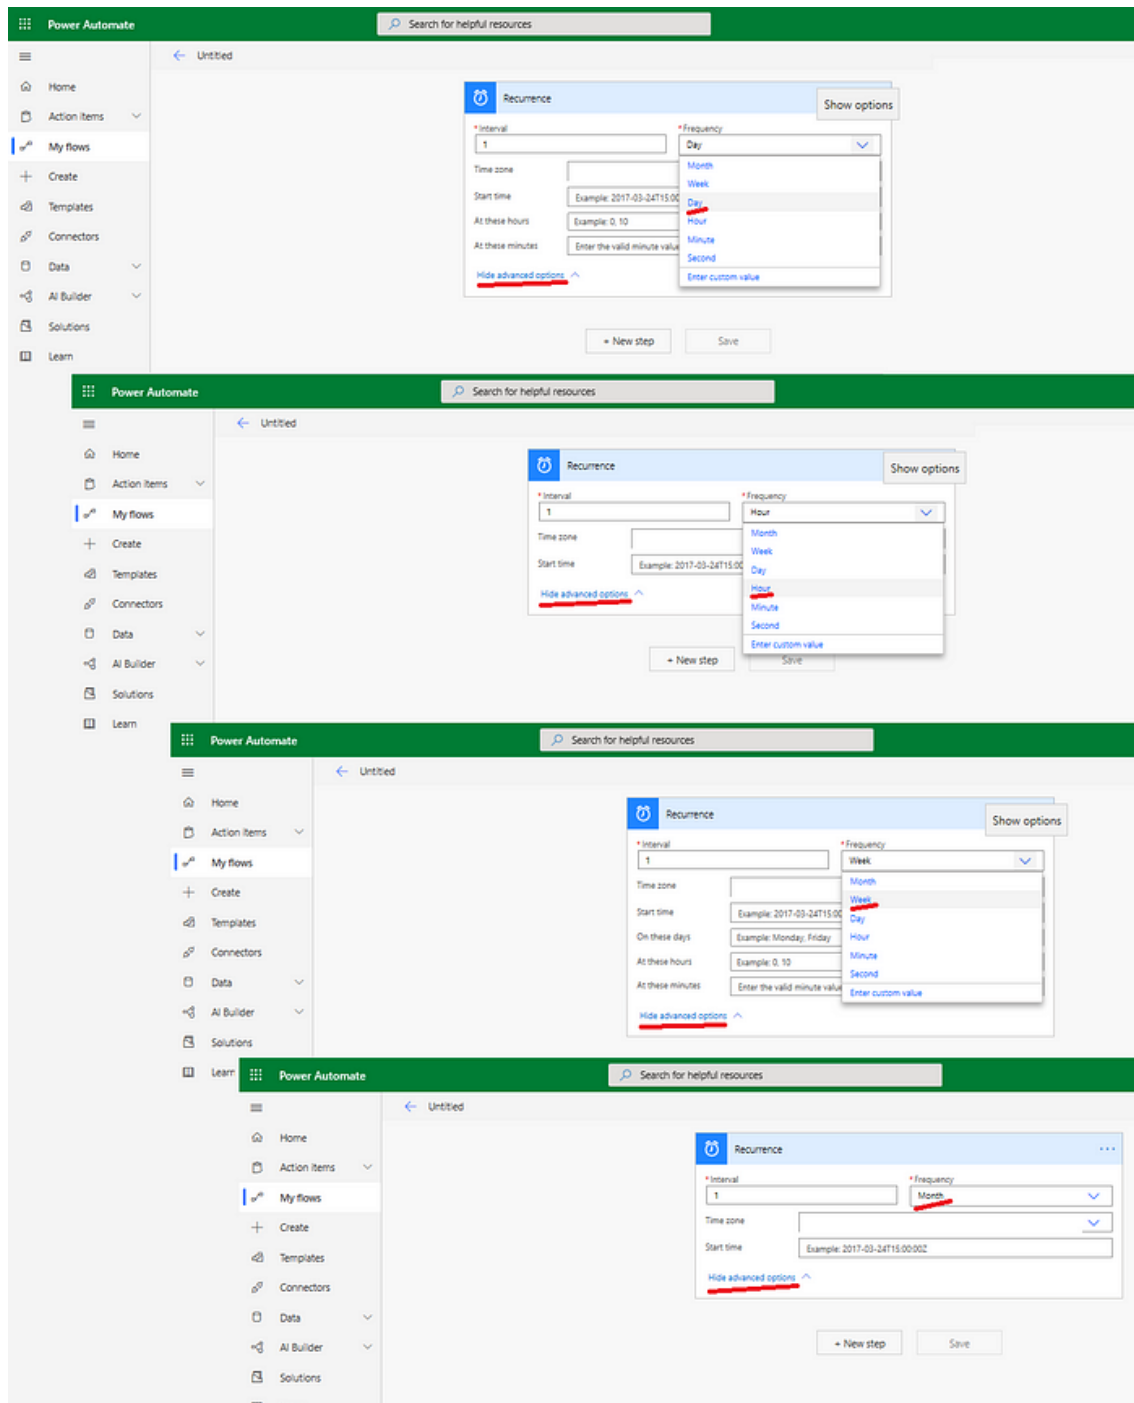 Power Automate
Search for helpful resources
Untitled
Home
Action items
My flows
Create
Templates
Connectors
Data
AI Builder
Solutions
Learn
Recurrence
Show options
* Interval
* Frequency
1
Day
Time zone
Month
Week
Start time
Example: 2017-03-24T15:00
Day
At these hours
Example: 0, 10
Hour
At these minutes
Enter the valid minute value
Minute
Second
Hide advanced options
Enter custom value
+ New step
Save
Power Automate
Search for helpful resources
Untitled
Home
Action items
My flows
Create
Templates
Connectors
Data
AI Builder
Solutions
Learn
Recurrence
Show options
* Interval
* Frequency
1
Hour
Time zone
Month
Week
Start time
Example: 2017-03-24T15:00
Day
Hide advanced options
Hour
Minute
Second
Enter custom value
+ New step
Save
Power Automate
Search for helpful resources
Untitled
Home
Action items
My flows
Create
Templates
Connectors
Data
AI Builder
Solutions
Learn
Recurrence
Show options
* Interval
* Frequency
1
Week
Time zone
Month
Week
Start time
Example: 2017-03-24T15:00
Day
On these days
Example: Monday, Friday
Hour
At these hours
Example: 0, 10
Minute
Second
At these minutes
Enter the valid minute value
Enter custom value
Hide advanced options
Power Automate
Search for helpful resources
Untitled
Home
Action items
My flows
Create
Templates
Connectors
Data
AI Builder
Solutions
Recurrence
* Interval
* Frequency
1
Month
Time zone
Start time
Example: 2017-03-24T15:00:00Z
Hide advanced options
+ New step
Save